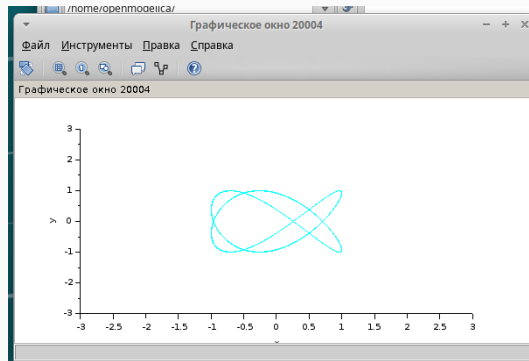 /home/openmodelica/
Графическое окно 20004
Файл Инструменты Правка Справка
Графическое окно 20004
3
2
1
y 0
-1
-2
-3
-3 -2.5 -2 -1.5 -1 -0.5 0 0.5 1 1.5 2 2.5 3